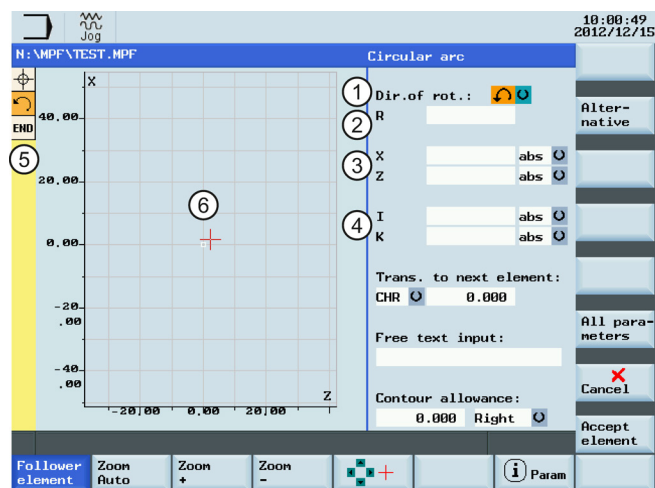 Jog
10:00:49
2012/12/15
N:\MPF\TEST.MPF
Circular arc
X
1
Dir.of rot.:
2
R
Alter-
native
END
40.00
5
3
X abs
Z abs
20.00
6
4
I abs
K abs
0.00
Trans. to next element:
CHR 0.000
-20
.00
All para-
meters
Free text input:
-40
.00
Cancel
Z
Contour allowance:
-20.00 0.00 20.00
0.000 Right
Accept
element
Follower
element
Zoom
Auto
Zoom
+
Zoom
-
i Param